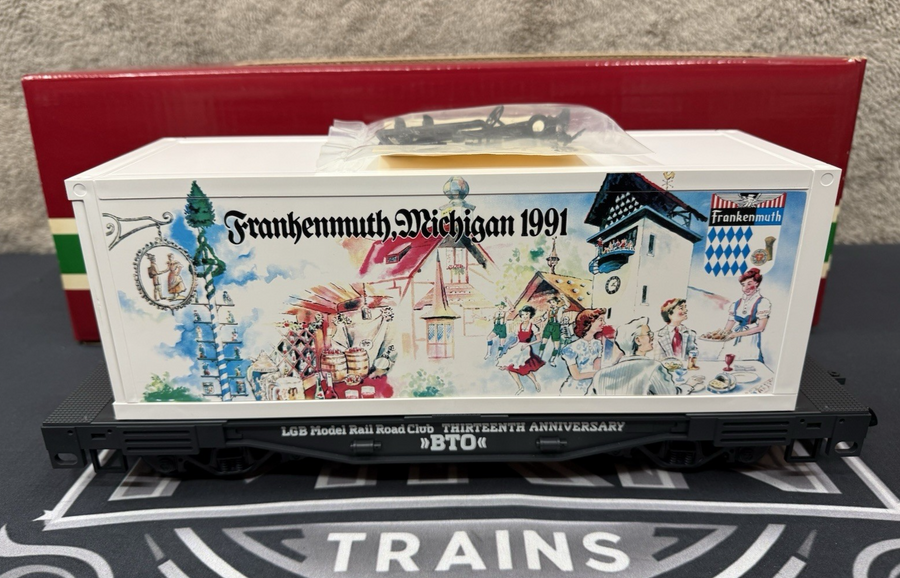 Frankenmuth, Michigan 1991
Frankenmuth
LGB Model Rail Road Club THIRTEENTH ANNIVERSARY
»BTO«
TRAINS